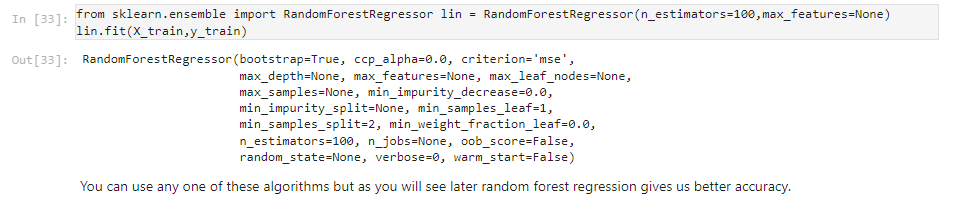 In [33]: from sklearn.ensemble import RandomForestRegressor lin = RandomForestRegressor(n_estimators=100,max_features=None)
lin.fit(X_train,y_train)
Out[33]: RandomForestRegressor(bootstrap=True, ccp_alpha=0.0, criterion='mse',
max_depth=None, max_features=None, max_leaf_nodes=None,
max_samples=None, min_impurity_decrease=0.0,
min_impurity_split=None, min_samples_leaf=1,
min_samples_split=2, min_weight_fraction_leaf=0.0,
n_estimators=100, n_jobs=None, oob_score=False,
random_state=None, verbose=0, warm_start=False)
You can use any one of these algorithms but as you will see later random forest regression gives us better accuracy.